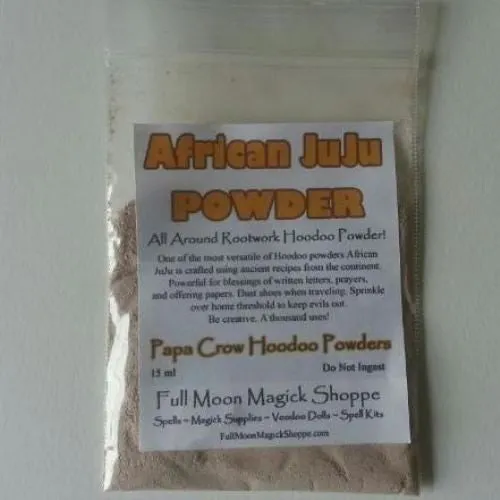 African JuJu
POWDER
All Around Rootwork Hoodoo Powder!
One of the most versatile of Hoodoo powders African
JuJu is crafted using ancient recipes from the continent.
Powerful for blessings of written letters, prayers,
and offering papers. Dust shoes when traveling. Sprinkle
over home threshold to keep evils out.
Be creative. A thousand uses!
Papa Crow Hoodoo Powders
15 ml Do Not Ingest
Full Moon Magick Shoppe
Spells ~ Magick Supplies ~ Voodoo Dolls ~ Spell Kits
FullMoonMagickShoppe.com